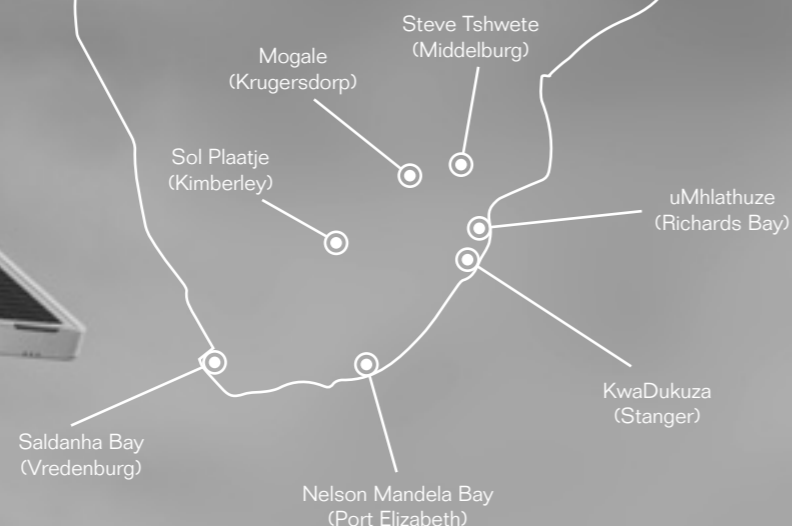 Steve Tshwete
(Middelburg)
Mogale
(Krugersdorp)
Sol Plaatje
(Kimberley)
uMhlathuze
(Richards Bay)
KwaDukuza
(Stanger)
Saldanha Bay
(Vredenburg)
Nelson Mandela Bay
(Port Elizabeth)